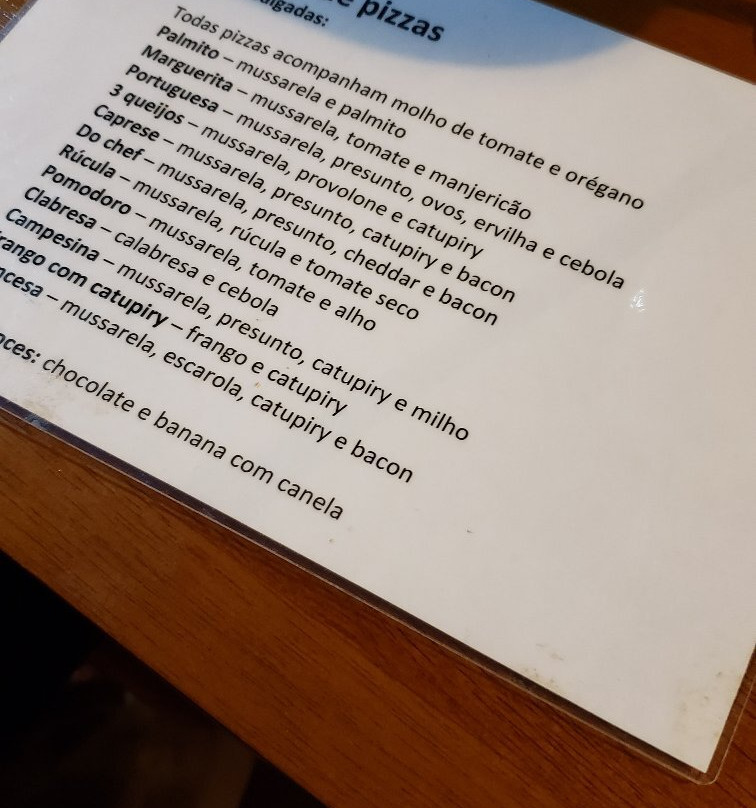 pizzas
Todas pizzas acompanham molho de tomate e orégano
Palmito – mussarela e palmito
Marguerita – mussarela, tomate e manjericão
Portuguesa – mussarela, presunto, ovos, ervilha e cebola
3 queijos – mussarela, provolone e catupiry
Caprese – mussarela, presunto, catupiry e bacon
Do chef – mussarela, presunto, cheddar e bacon
Rúcula – mussarela, rúcula e tomate seco
Pomodoro – mussarela, tomate e alho
Clabresa – calabresa e cebola
Campesina – mussarela, presunto, catupiry e milho
rango com catupiry – frango e catupiry
ncesa – mussarela, escarola, catupiry e bacon
ces: chocolate e banana com canela